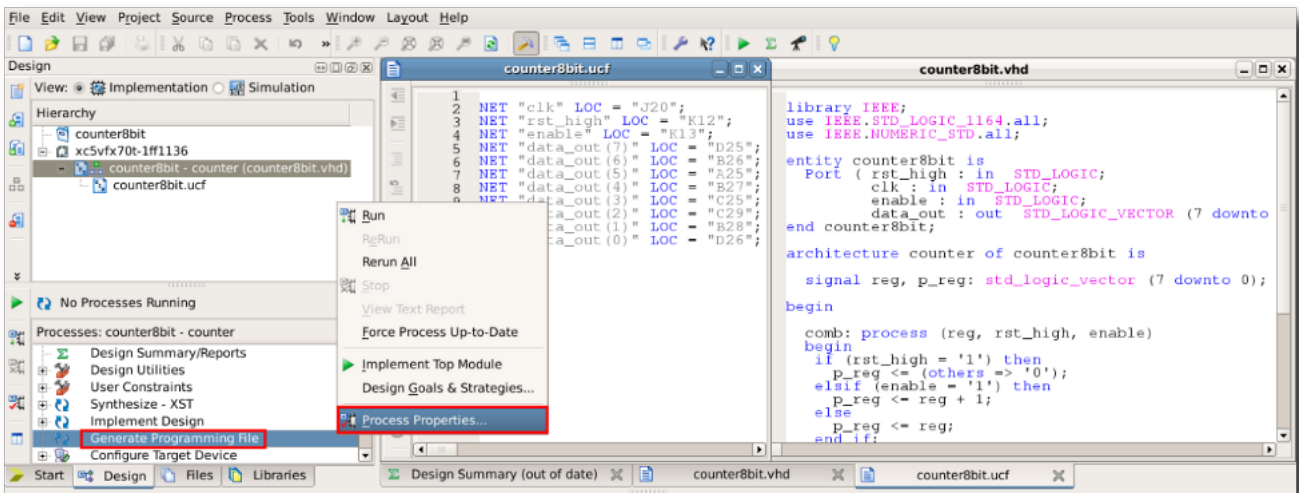 File Edit View Project Source Process Tools Window Layout Help
Design
View: Implementation Simulation
Hierarchy
counter8bit
xc5vfx70t-1ff1136
counter8bit - counter (counter8bit.vhd)
counter8bit.ucf
No Processes Running
Processes: counter8bit - counter
Design Summary/Reports
Design Utilities
User Constraints
Synthesize - XST
Implement Design
Generate Programming File
Configure Target Device
Start Design Files Libraries
Run
ReRun
Rerun All
Stop
View Text Report
Force Process Up-to-Date
Implement Top Module
Design Goals & Strategies...
Process Properties...
counter8bit.ucf
1
2 NET "clk" LOC = "J20";
3 NET "rst_high" LOC = "K12";
4 NET "enable" LOC = "K13";
5 NET "data_out(7)" LOC = "D25";
6 NET "data_out(6)" LOC = "B26";
7 NET "data_out(5)" LOC = "A25";
8 NET "data_out(4)" LOC = "B27";
NET "data_out(3)" LOC = "C25";
ta_out(2)" LOC = "C29";
ta_out(1)" LOC = "B28";
ta_out(0)" LOC = "D26";
counter8bit.vhd
library IEEE;
use IEEE.STD_LOGIC_1164.all;
use IEEE.NUMERIC_STD.all;
entity counter8bit is
Port ( rst_high : in STD_LOGIC;
clk : in STD_LOGIC;
enable : in STD_LOGIC;
data_out : out STD_LOGIC_VECTOR (7 downto
end counter8bit;
architecture counter of counter8bit is
signal reg, p_reg: std_logic_vector (7 downto 0);
begin
comb: process (reg, rst_high, enable)
begin
if (rst_high = '1') then
p_reg <= (others => '0');
elsif (enable = '1') then
p_reg <= reg + 1;
else
p_reg <= reg;
end if;
Design Summary (out of date) counter8bit.vhd counter8bit.ucf